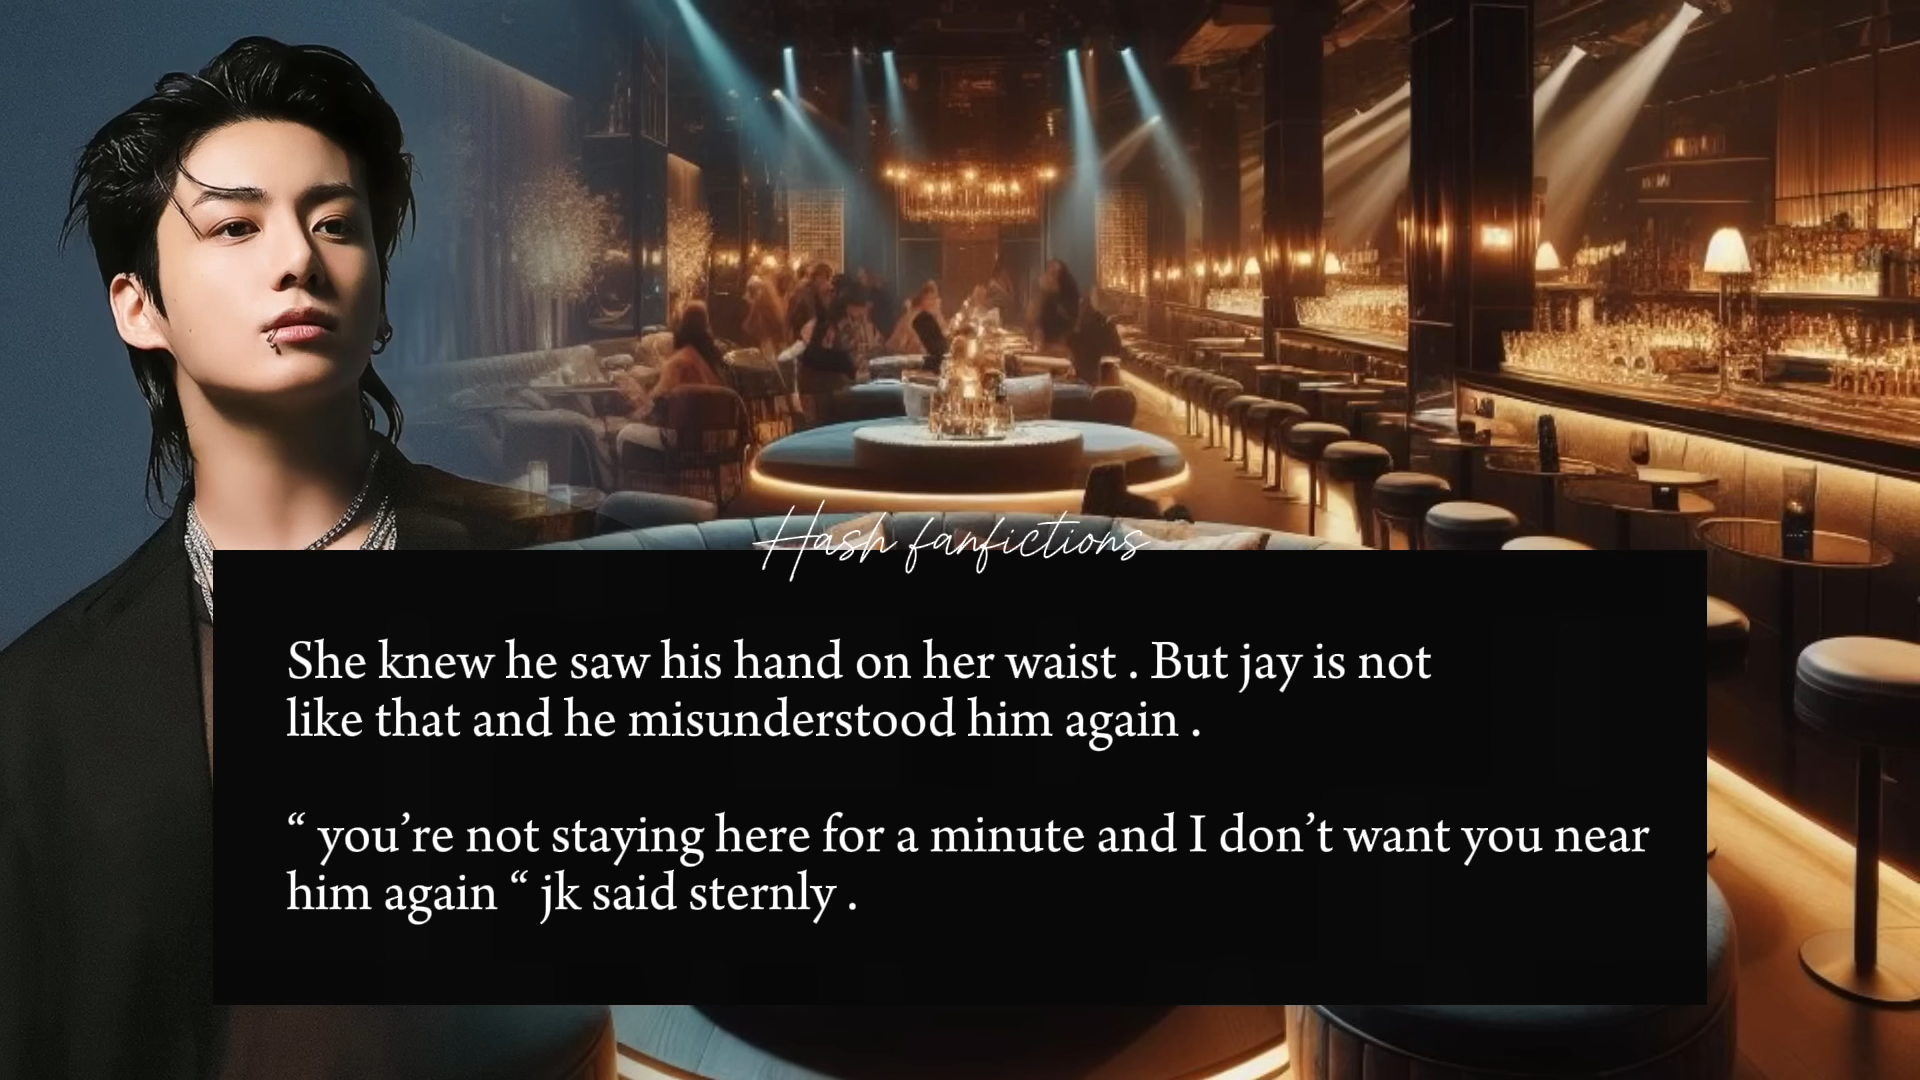 Hash fanfictions
She knew he saw his hand on her waist . But jay is not
like that and he misunderstood him again .
“ you’re not staying here for a minute and I don’t want you near
him again “ jk said sternly .